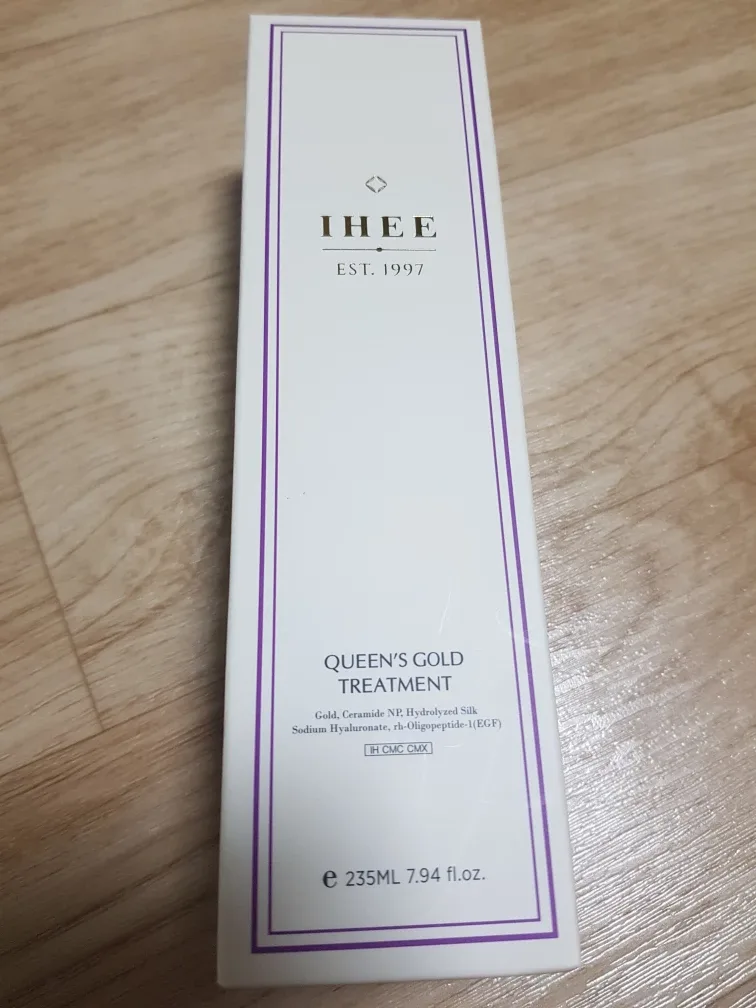 IHEE
EST. 1997
QUEEN'S GOLD
TREATMENT
Gold, Ceramide NP, Hydrolyzed Silk
Sodium Hyaluronate, rh-Oligopeptide-1(EGF)
IH CMC CMX
e 235ML 7.94 fl.oz.